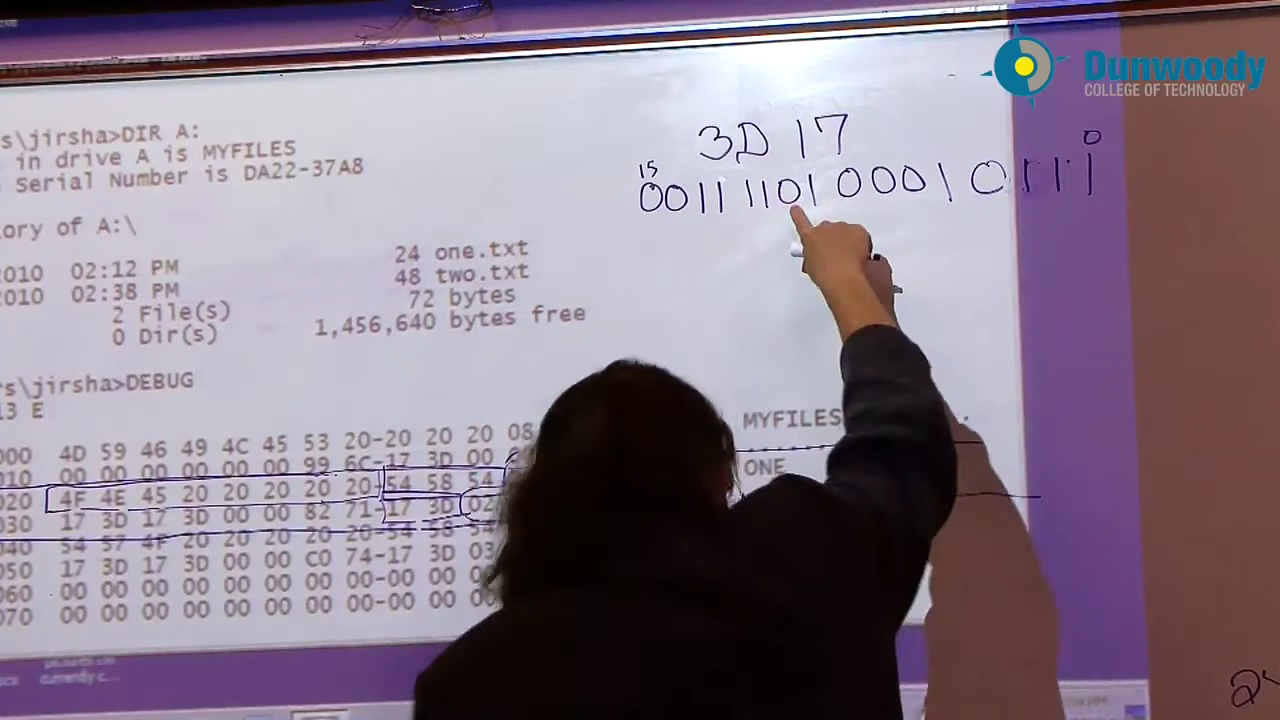 Dunwoody
COLLEGE OF TECHNOLOGY
s\jirsha>DIR A:
in drive A is MYFILES
Serial Number is DA22-37A8
ory of A:\
2010 02:12 PM 24 one.txt
2010 02:38 PM 48 two.txt
2 File(s) 72 bytes
0 Dir(s) 1,456,640 bytes free
s\jirsha>DEBUG
13 E
000 4D 59 46 49 4C 45 53 20-20 20 20 08 MYFILES
010 00 00 00 00 00 00 99 6C-17 3D 00
020 4F 4E 45 20 20 20 20 20-54 58 54 ONE
030 17 3D 17 3D 00 00 82 71-17 3D 02
040 54 57 4F 20 20 20 20 20-54 58 54
050 17 3D 17 3D 00 00 C0 74-17 3D 03
060 00 00 00 00 00 00 00 00-00 00 00
070 00 00 00 00 00 00 00 00-00 00 00
3D 17
15 0
0011 1101 0001 0111